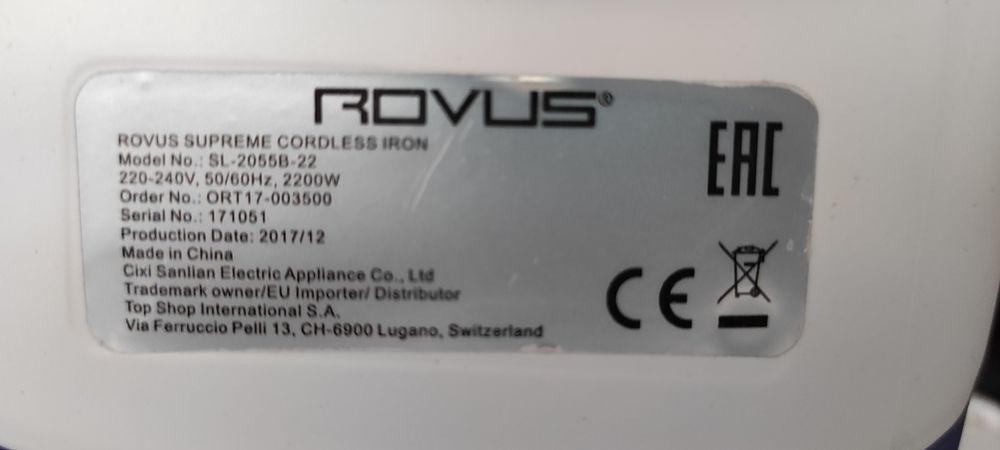 ROVUS®
ROVUS SUPREME CORDLESS IRON
Model No.: SL-2055B-22
220-240V, 50/60Hz, 2200W
Order No.: ORT17-003500
Serial No.: 171051
Production Date: 2017/12
Made in China
Cixi Sanlian Electric Appliance Co., Ltd
Trademark owner/EU Importer/ Distributor
Top Shop International S.A.
Via Ferruccio Pelli 13, CH-6900 Lugano, Switzerland
EAC
CE